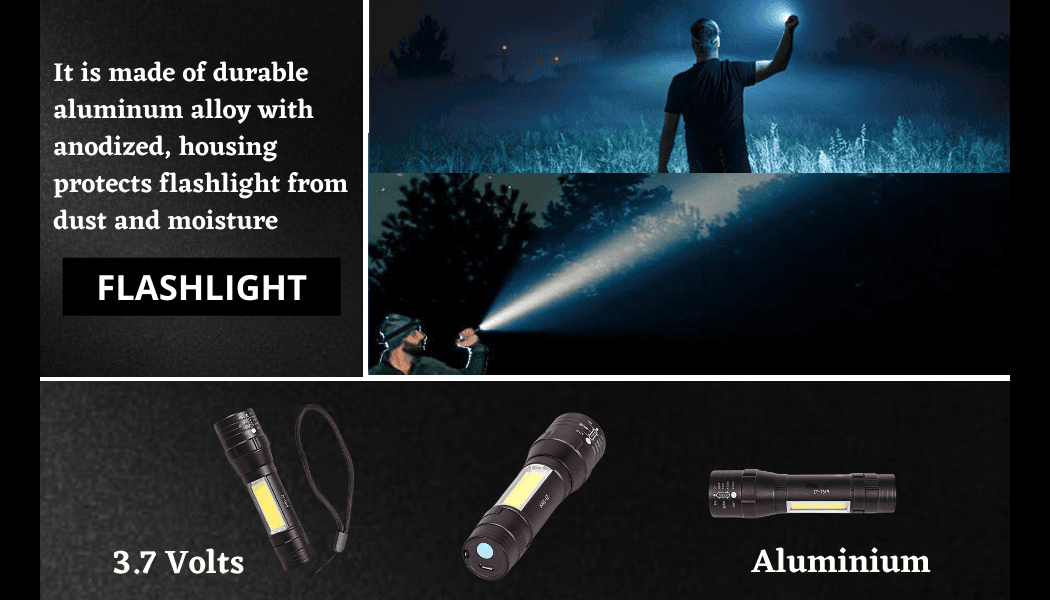 It is made of durable
aluminum alloy with
anodized, housing
protects flashlight from
dust and moisture
FLASHLIGHT
3.7 Volts
Aluminium